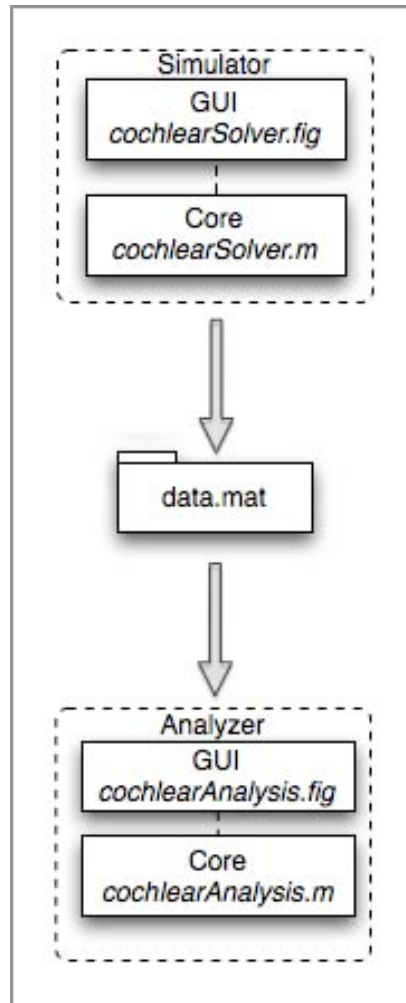 Simulator
GUI
cochlearSolver.fig
Core
cochlearSolver.m
data.mat
Analyzer
GUI
cochlearAnalysis.fig
Core
cochlearAnalysis.m